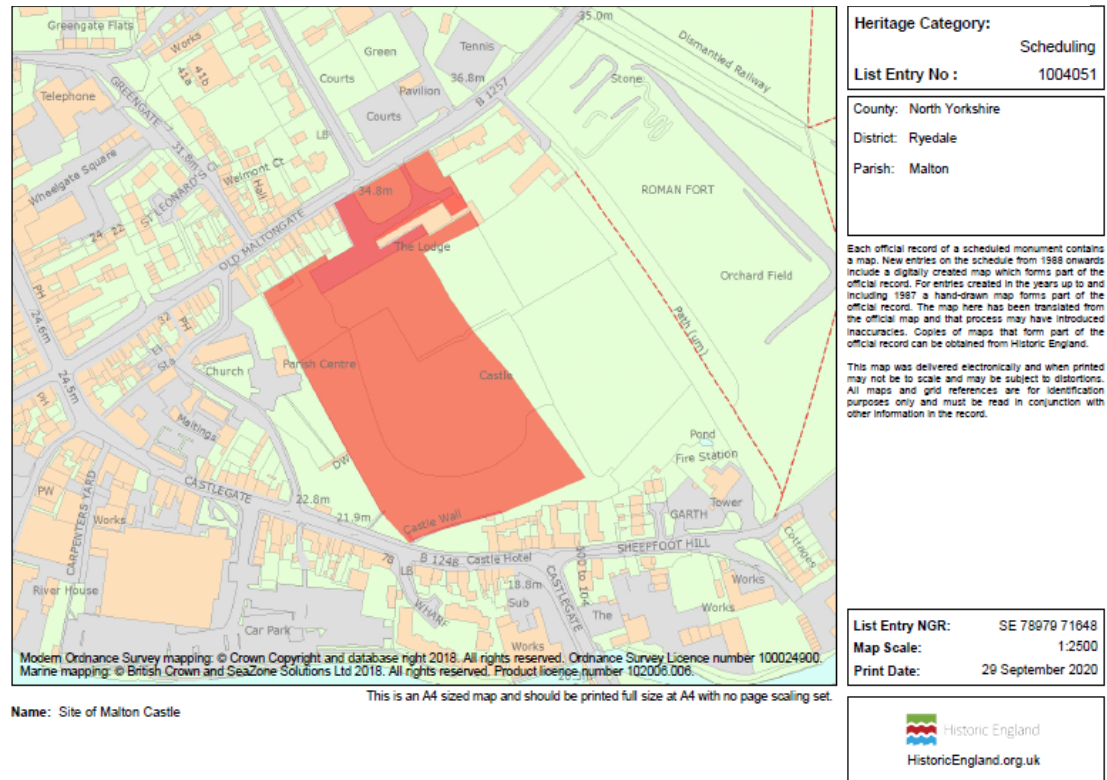 Greengate Flats
Works
41b
41a
Telephone
GREENGATE
31.8m
Wheelgate Square
ST LEONARD'S CL
Welmont Ct
Hall
24
22
OLD MALTONGATE
LB
Courts
Green
Tennis
36.8m
Pavilion
Courts
B 1257
35.0m
Dismantled Railway
Stone
34.8m
The Lodge
ROMAN FORT
Orchard Field
Path (um)
PH
24.6m
24.5m
PH
32
PH
El
Sta
Church
Parish Centre
Castle
Maltings
PW
CARPENTERS YARD
Works
CASTLEGATE
22.8m
21.9m
Castle Wall
Pond
Fire Station
Tower
GARTH
SHEEPFOOT HILL
Cottages
River House
Car Park
78
LB
B 1248
Castle Hotel
WHARF
18.8m
Sub
CASTLEGATE
100 to 104
The
Works
Works
Works
Modern Ordnance Survey mapping: © Crown Copyright and database right 2018. All rights reserved. Ordnance Survey Licence number 100024900.
Marine mapping: © British Crown and SeaZone Solutions Ltd 2018. All rights reserved. Product licence number 102006.006.
This is an A4 sized map and should be printed full size at A4 with no page scaling set.
Name: Site of Malton Castle
Heritage Category:
Scheduling
List Entry No : 1004051
County: North Yorkshire
District: Ryedale
Parish: Malton
Each official record of a scheduled monument contains
a map. New entries on the schedule from 1988 onwards
include a digitally created map which forms part of the
official record. For entries created in the years up to and
including 1987 a hand-drawn map forms part of the
official record. The map here has been translated from
the official map and that process may have introduced
inaccuracies. Copies of maps that form part of the
official record can be obtained from Historic England.
This map was delivered electronically and when printed
may not be to scale and may be subject to distortions.
All maps and grid references are for identification
purposes only and must be read in conjunction with
other information in the record.
List Entry NGR: SE 78979 71648
Map Scale: 1:2500
Print Date: 29 September 2020
Historic England
HistoricEngland.org.uk